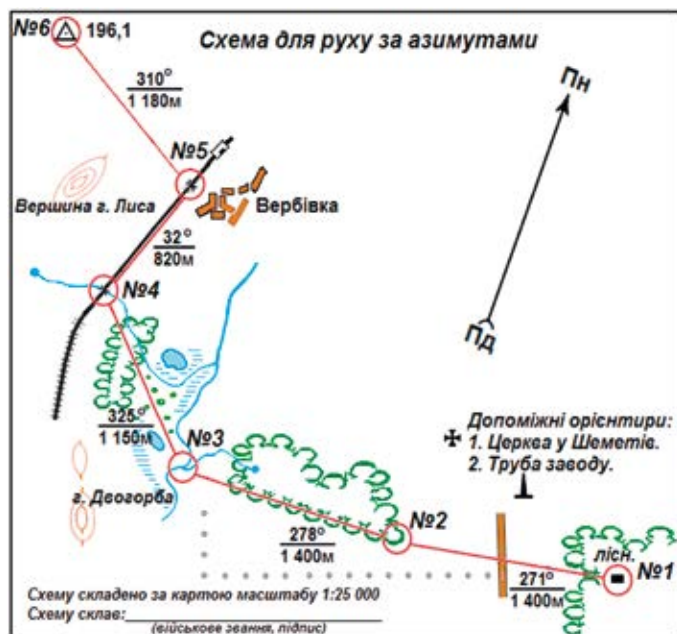 Схема для руху за азимутами
№6 196,1
310°
1 180м
Пн
№5
Вершина г. Лиса
Вербівка
32°
820м
№4
Пд
325°
1 150м
№3
Допоміжні орієнтири:
1. Церква у Шеметів.
2. Труба заводу.
г. Двогорба
278°
1 400м
№2
лісн.
№1
271°
1 400м
Схему складено за картою масштабу 1:25 000
Схему склав:
(військове звання, підпис)